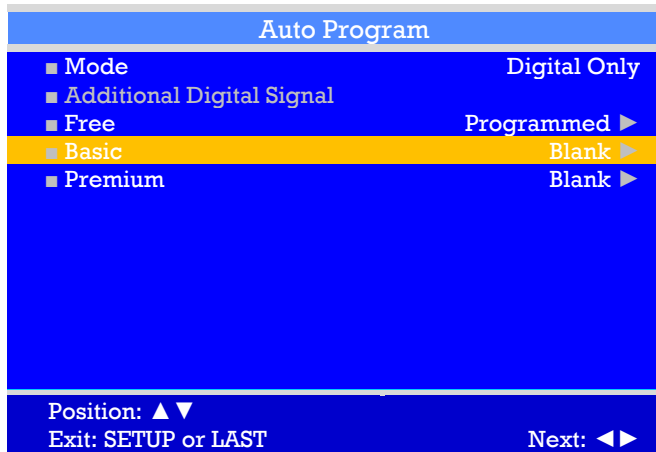 Auto Program
■ Mode Digital Only
■ Additional Digital Signal
■ Free Programmed ►
■ Basic Blank ►
■ Premium Blank ►
Position: ▲▼
Exit: SETUP or LAST Next: ◄►